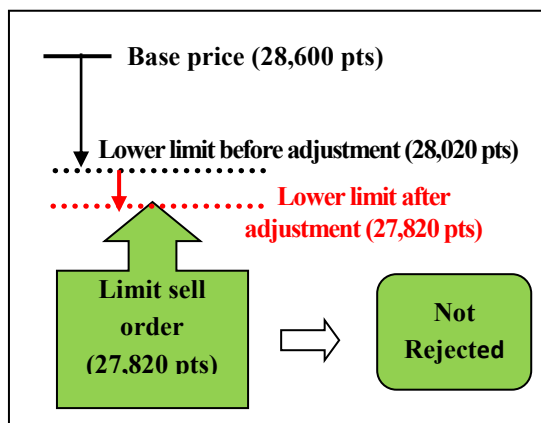 Base price (28,600 pts)
Lower limit before adjustment (28,020 pts)
Lower limit after
adjustment (27,820 pts)
Limit sell
order
(27,820 pts)
Not
Rejected